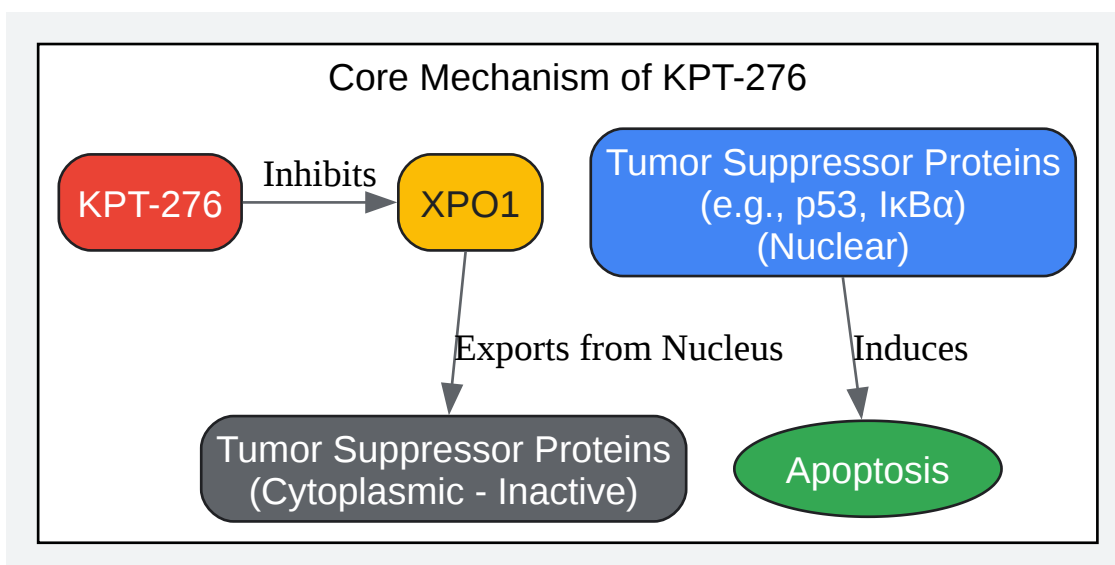 Core Mechanism of KPT-276
KPT-276
Inhibits
XPO1
Tumor Suppressor Proteins
(e.g., p53, IκBα)
(Nuclear)
Exports from Nucleus
Induces
Tumor Suppressor Proteins
(Cytoplasmic - Inactive)
Apoptosis